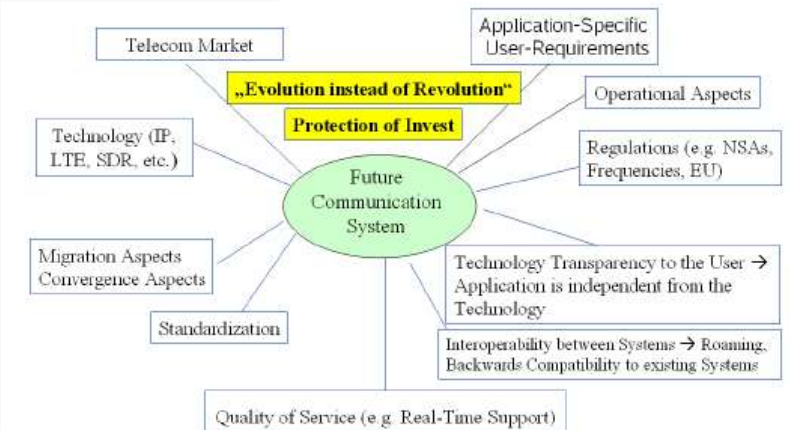 Telecom Market
Application-Specific
User-Requirements
„Evolution instead of Revolution“
Protection of Invest
Operational Aspects
Technology (IP,
LTE, SDR, etc.)
Regulations (e.g. NSAs,
Frequencies, EU)
Future
Communication
System
Migration Aspects
Convergence Aspects
Technology Transparency to the User →
Application is independent from the
Technology
Standardization
Interoperability between Systems → Roaming,
Backwards Compatibility to existing Systems
Quality of Service (e.g. Real-Time Support)